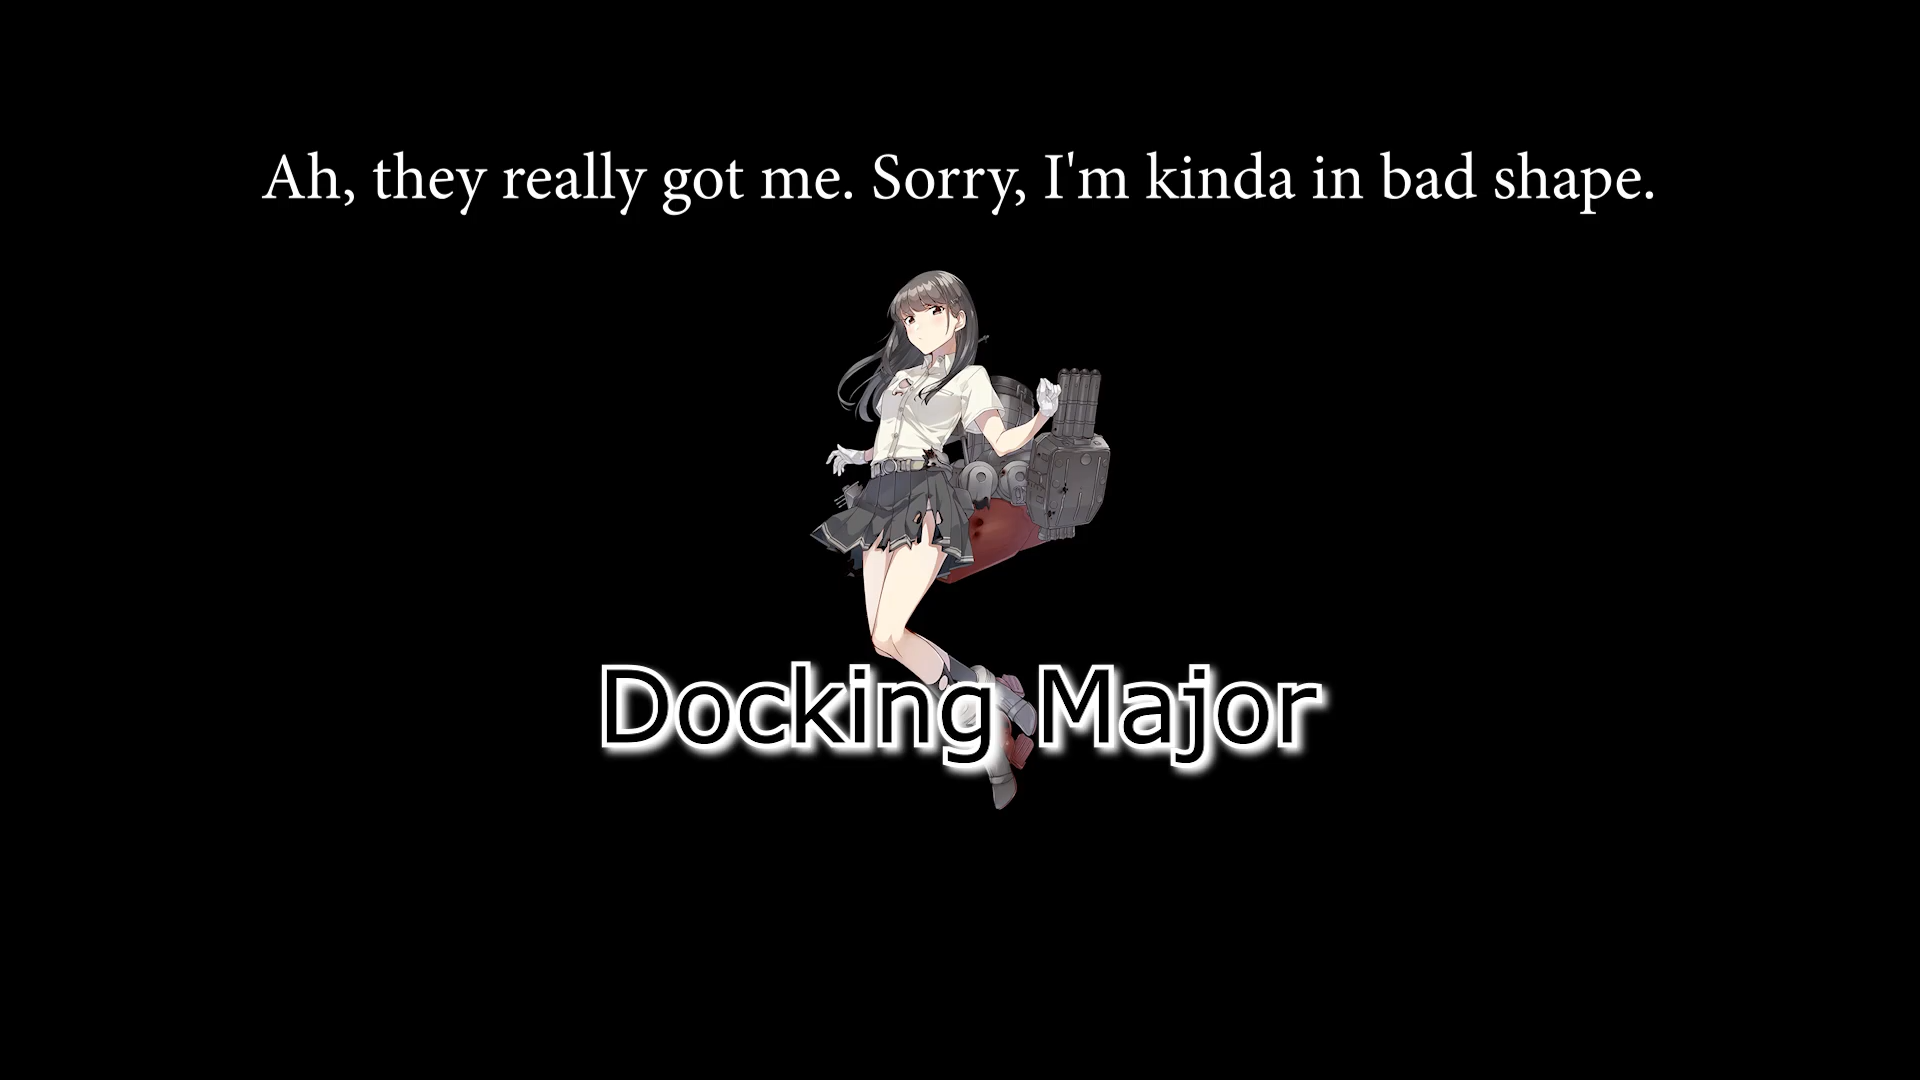 Ah, they really got me. Sorry, I'm kinda in bad shape.
Docking Major